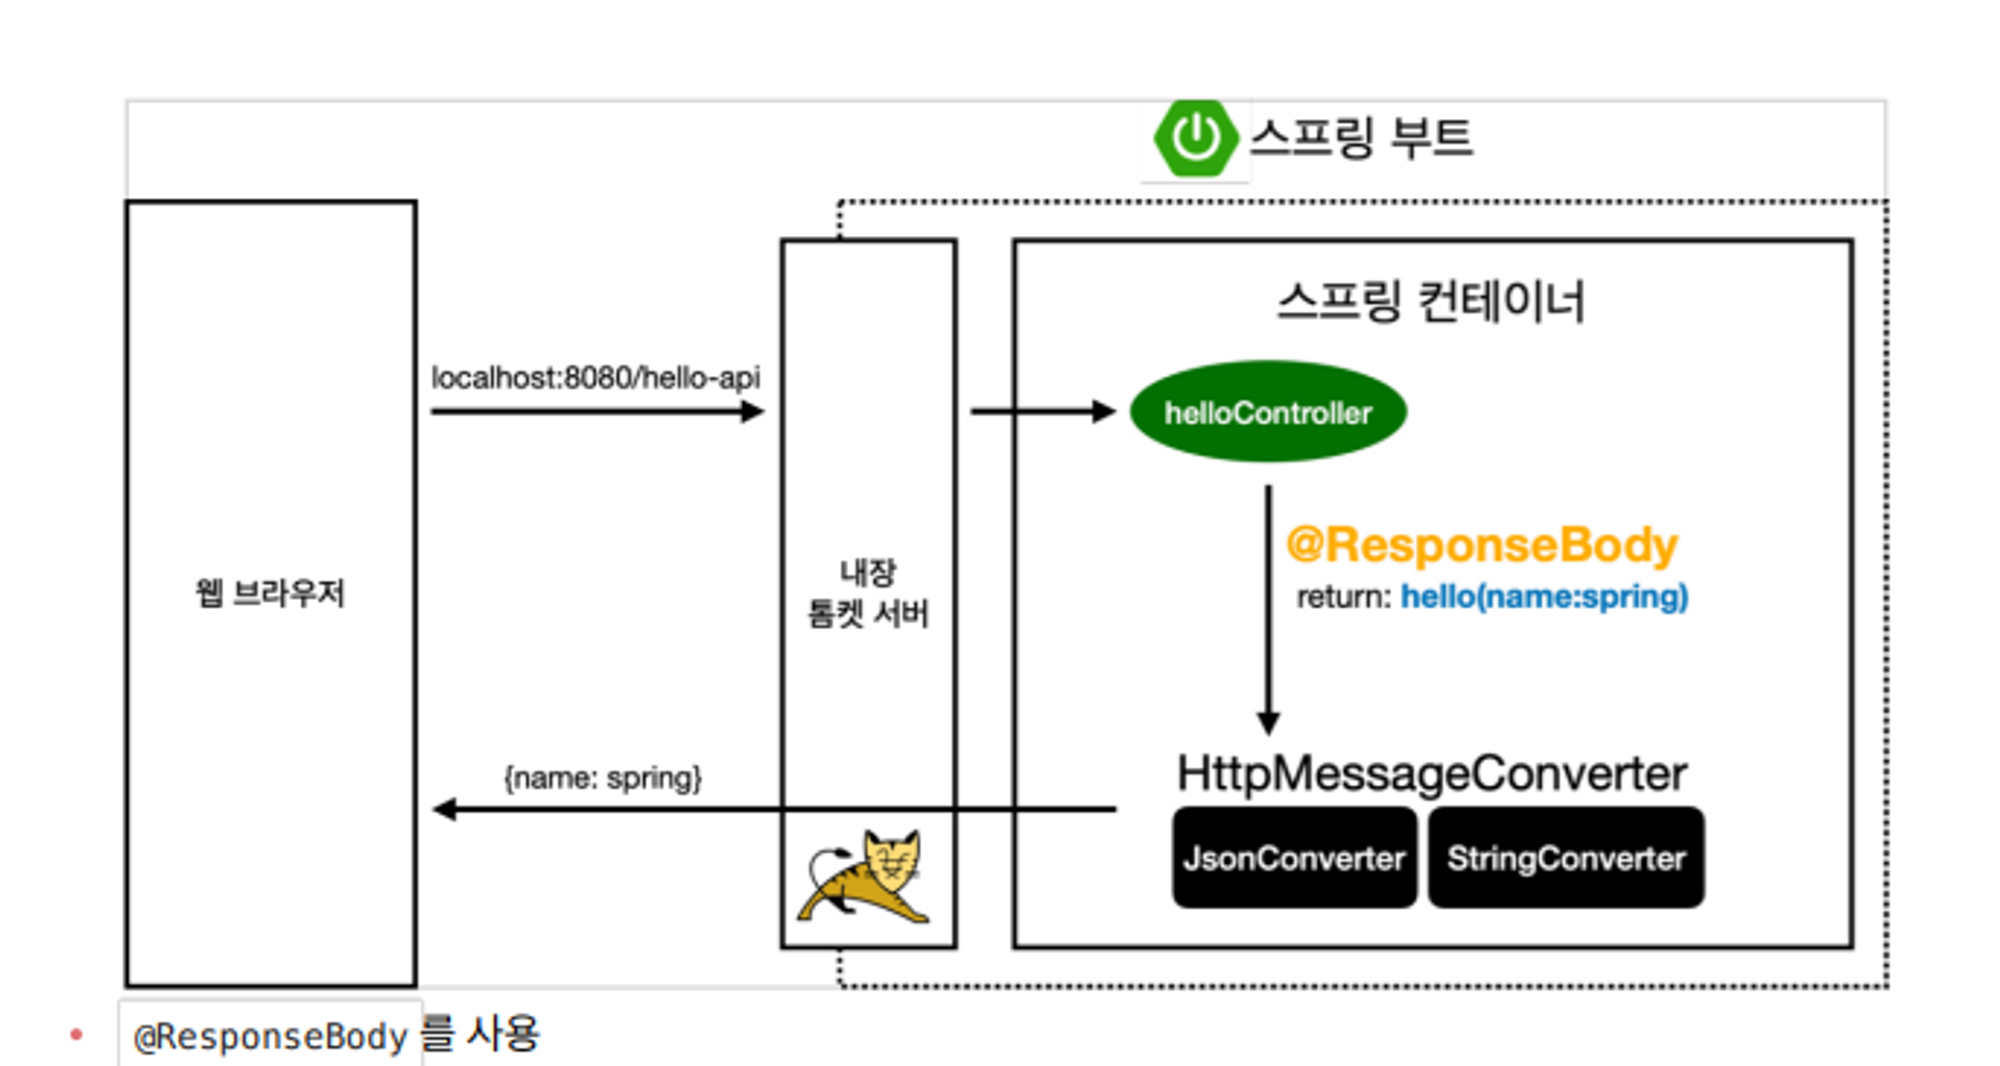 스프링 부트
스프링 컨테이너
localhost:8080/hello-api
helloController
@ResponseBody
return: hello(name:spring)
웹 브라우저
내장
톰켓 서버
HttpMessageConverter
{name: spring}
JsonConverter
StringConverter
@ResponseBody 를 사용